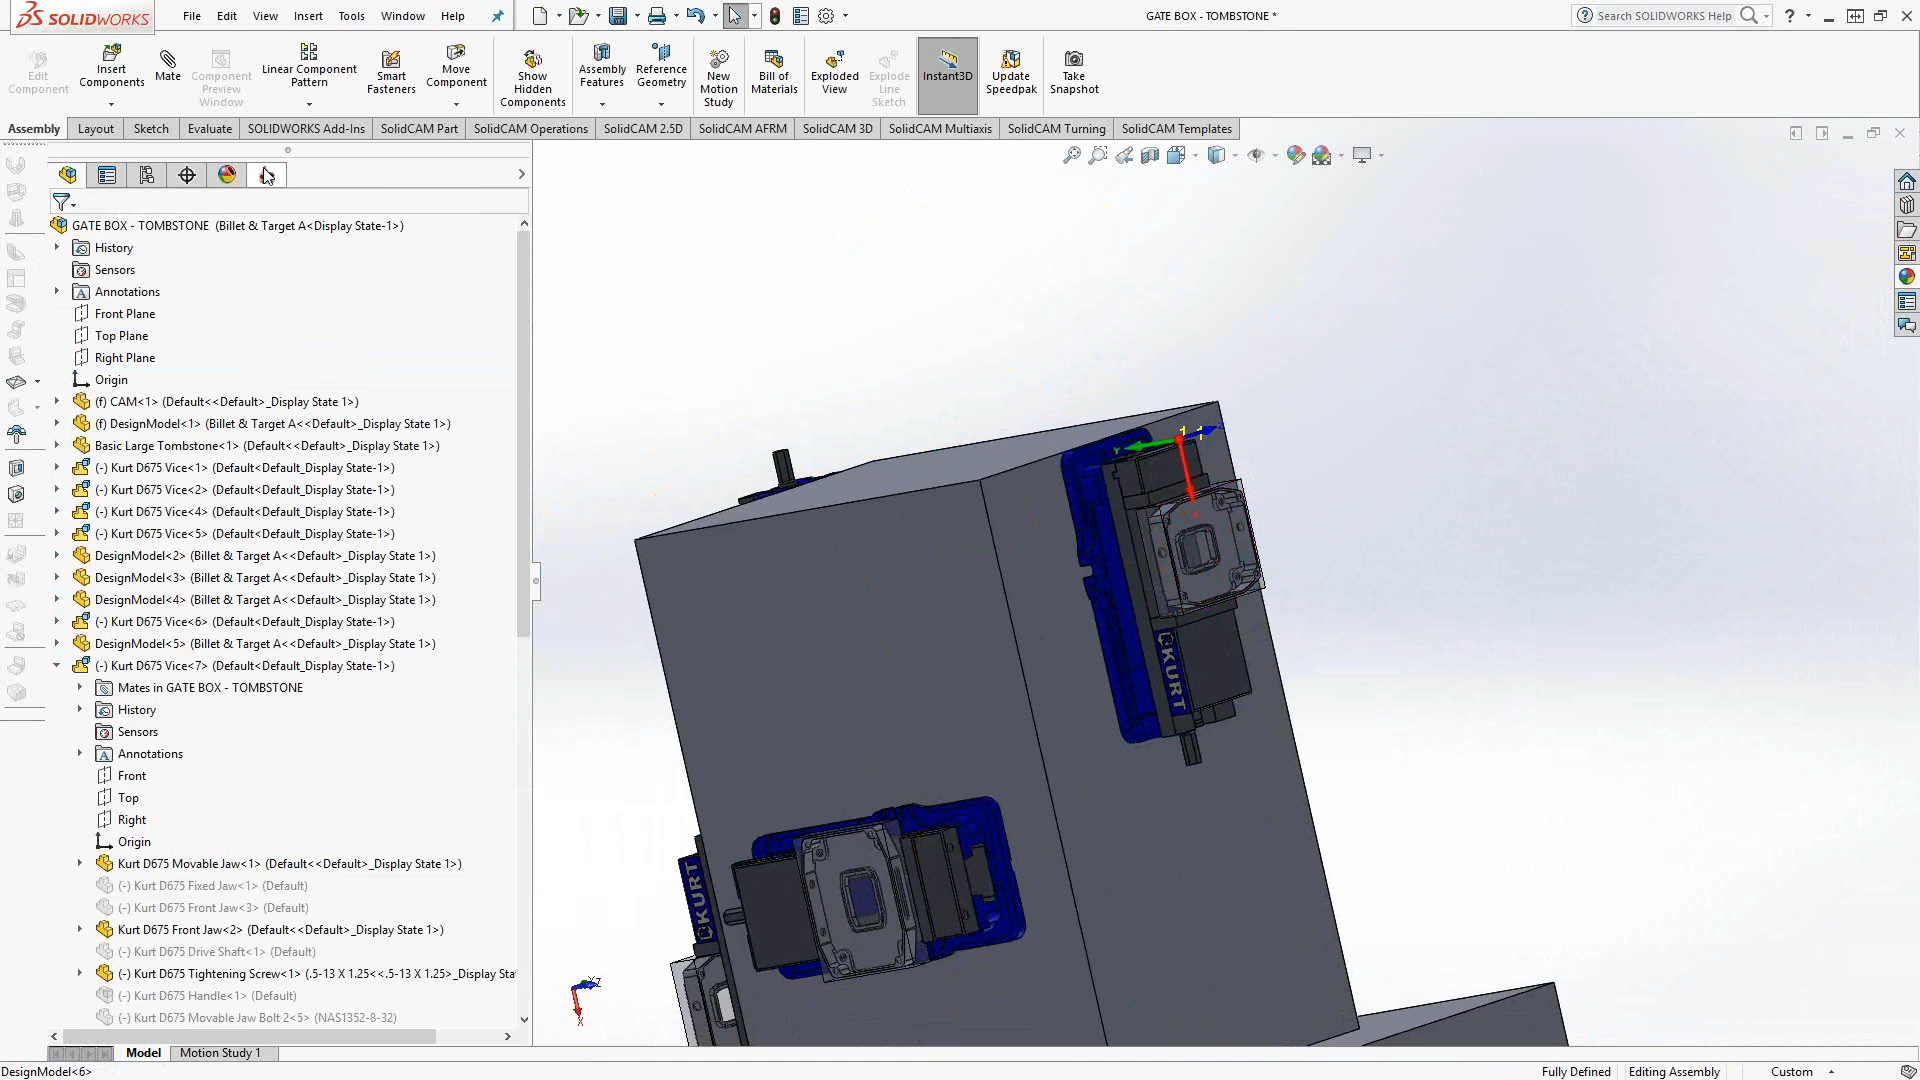 SOLIDWORKS
File Edit View Insert Tools Window Help
GATE BOX - TOMBSTONE *
Search SOLIDWORKS Help
Edit Component
Insert Components
Mate
Component Preview Window
Linear Component Pattern
Smart Fasteners
Move Component
Show Hidden Components
Assembly Features
Reference Geometry
New Motion Study
Bill of Materials
Exploded View
Explode Line Sketch
Instant3D
Update Speedpak
Take Snapshot
Assembly Layout Sketch Evaluate SOLIDWORKS Add-Ins SolidCAM Part SolidCAM Operations SolidCAM 2.5D SolidCAM AFRM SolidCAM 3D SolidCAM Multiaxis SolidCAM Turning SolidCAM Templates
GATE BOX - TOMBSTONE (Billet & Target A<Display State-1>)
History
Sensors
Annotations
Front Plane
Top Plane
Right Plane
Origin
(f) CAM<1> (Default<<Default>_Display State 1>)
(f) DesignModel<1> (Billet & Target A<<Default>_Display State 1>)
Basic Large Tombstone<1> (Default<<Default>_Display State 1>)
(-) Kurt D675 Vice<1> (Default<Default_Display State-1>)
(-) Kurt D675 Vice<2> (Default<Default_Display State-1>)
(-) Kurt D675 Vice<4> (Default<Default_Display State-1>)
(-) Kurt D675 Vice<5> (Default<Default_Display State-1>)
DesignModel<2> (Billet & Target A<<Default>_Display State 1>)
DesignModel<3> (Billet & Target A<<Default>_Display State 1>)
DesignModel<4> (Billet & Target A<<Default>_Display State 1>)
(-) Kurt D675 Vice<6> (Default<Default_Display State-1>)
DesignModel<5> (Billet & Target A<<Default>_Display State 1>)
(-) Kurt D675 Vice<7> (Default<Default_Display State-1>)
Mates in GATE BOX - TOMBSTONE
History
Sensors
Annotations
Front
Top
Right
Origin
Kurt D675 Movable Jaw<1> (Default<<Default>_Display State 1>)
(-) Kurt D675 Fixed Jaw<1> (Default)
(-) Kurt D675 Front Jaw<3> (Default)
Kurt D675 Front Jaw<2> (Default<<Default>_Display State 1>)
(-) Kurt D675 Drive Shaft<1> (Default)
(-) Kurt D675 Tightening Screw<1> (.5-13 X 1.25<<.5-13 X 1.25>_Display Sta
(-) Kurt D675 Handle<1> (Default)
(-) Kurt D675 Movable Jaw Bolt 2<5> (NAS1352-8-32)
KURT
KURT
Y
Z
X
Model Motion Study 1
DesignModel<6>
Fully Defined Editing Assembly Custom